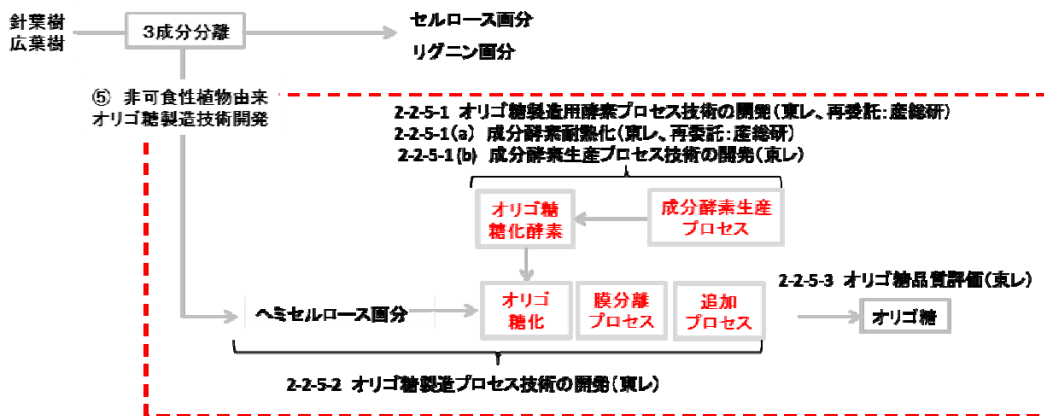 針葉樹
広葉樹
3成分分離
セルロース画分
リグニン画分
⑤ 非可食性植物由来
オリゴ糖製造技術開発
2-2-5-1 オリゴ糖製造用酵素プロセス技術の開発(東レ、再委託:産総研)
2-2-5-1(a) 成分酵素耐熱化(東レ、再委託:産総研)
2-2-5-1(b) 成分酵素生産プロセス技術の開発(東レ)
オリゴ糖
糖化酵素
成分酵素生産
プロセス
2-2-5-3 オリゴ糖品質評価(東レ)
ヘミセルロース画分
オリゴ
糖化
膜分離
プロセス
追加
プロセス
オリゴ糖
2-2-5-2 オリゴ糖製造プロセス技術の開発(東レ)